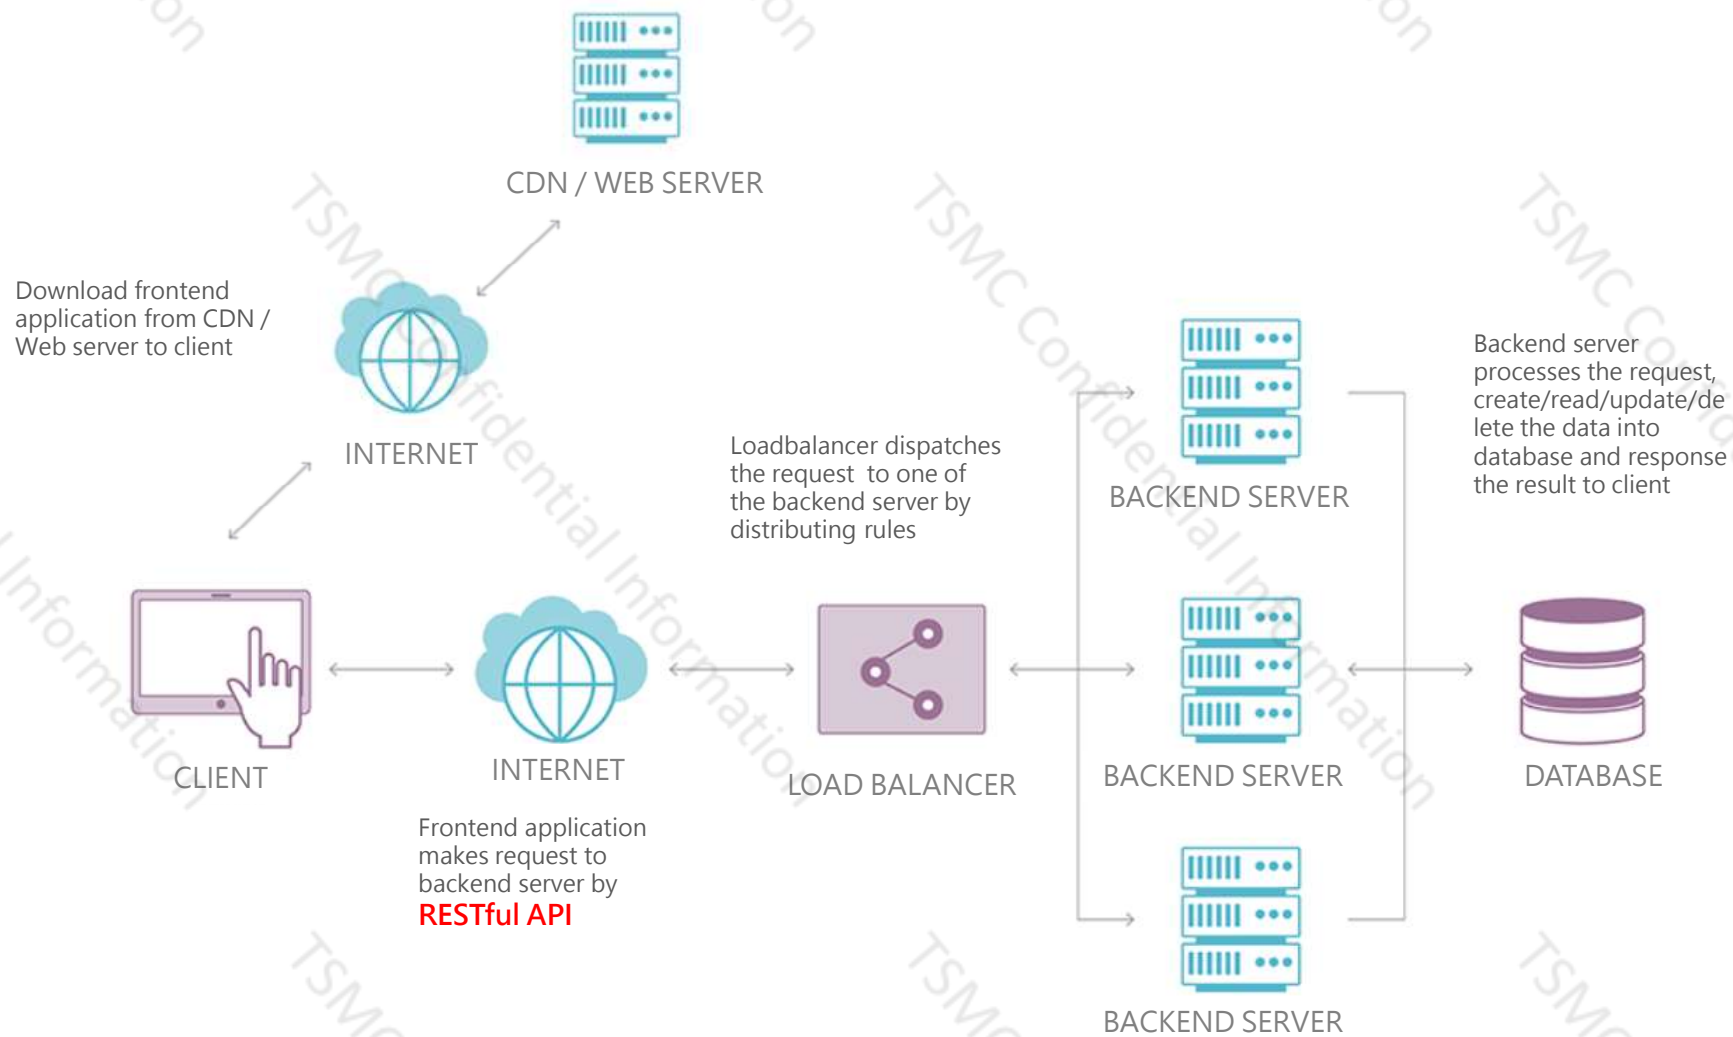 CDN / WEB SERVER
Download frontend
application from CDN /
Web server to client
INTERNET
Loadbalancer dispatches
the request  to one of
the backend server by
distributing rules
BACKEND SERVER
Backend server
processes the request,
create/read/update/de
lete the data into
database and response
the result to client
CLIENT
INTERNET
Frontend application
makes request to
backend server by
RESTful API
LOAD BALANCER
BACKEND SERVER
DATABASE
BACKEND SERVER
TSMC Confidential Information
TSMC Confidential Information